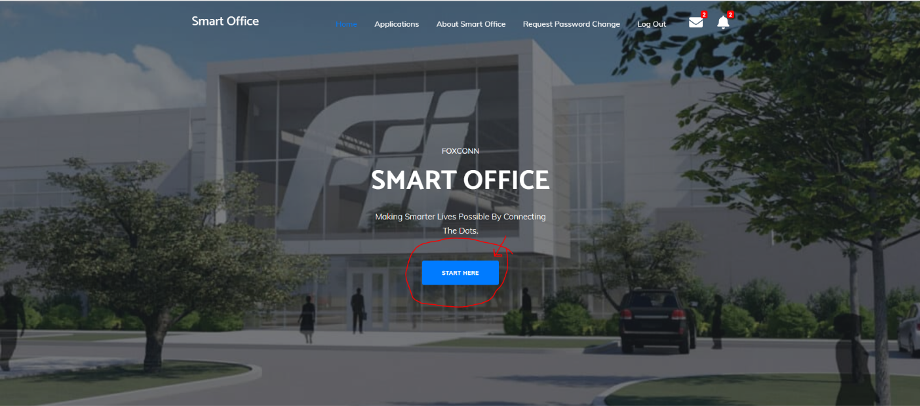 Smart Office
Home Applications About Smart Office Request Password Change Log Out 2 2
Fii
FOXCONN
SMART OFFICE
Making Smarter Lives Possible By Connecting
The Dots.
START HERE